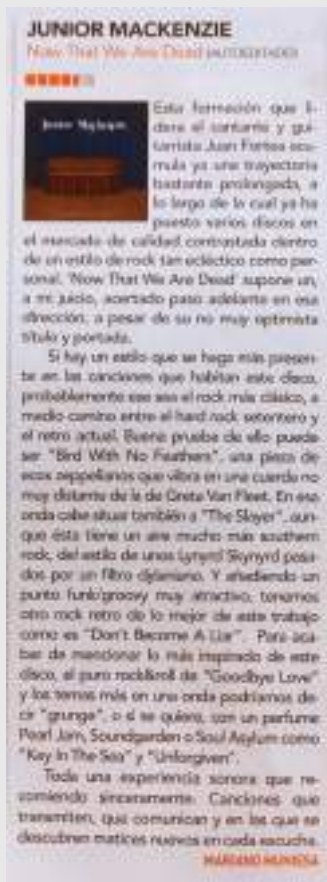 JUNIOR MACKENZIE
Now That We Are Dead (AUTOEDITADO)
Junior Mackenzie
Esta formación que li-
dera el cantante y gui-
tarrista Juan Fortea acu-
mula ya una trayectoria
bastante prolongada, a
lo largo de la cual ya ha
puesto varios discos en
el mercado de calidad contrastada dentro
de un estilo de rock tan ecléctico como per-
sonal. 'Now That We Are Dead' supone un,
a mi juicio, acertado paso adelante en esa
dirección, a pesar de su no muy optimista
título y portada.
Si hay un estilo que se haga más presen-
te en las canciones que habitan este disco,
probablemente ese sea el rock más clásico, a
medio camino entre el hard rock setentero y
el retro actual. Buena prueba de ello puede
ser "Bird With No Feathers", una pieza de
ecos zeppelianos que vibra en una cuerda no
muy distante de la de Greta Van Fleet. En esa
onda cabe situar también a "The Slayer", aun-
que ésta tiene un aire mucho más southern
rock, del estilo de unos Lynyrd Skynyrd pasa-
dos por un filtro dylaniano. Y añadiendo un
punto funk/groovy muy atractivo, tenemos
otro rock retro de lo mejor de este trabajo
como es "Don't Become A Liar". Para aca-
bar de mencionar lo más inspirado de este
disco, el puro rock&roll de "Goodbye Love"
y los temas más en una onda podríamos de-
cir "grunge", o si se quiere, con un perfume
Pearl Jam, Soundgarden o Soul Asylum como
"Key In The Sea" y "Unforgiven".
Toda una experiencia sonora que re-
comiendo sinceramente. Canciones que
transmiten, que comunican y en las que se
descubren matices nuevos en cada escucha.
MARIANO MUNIESA